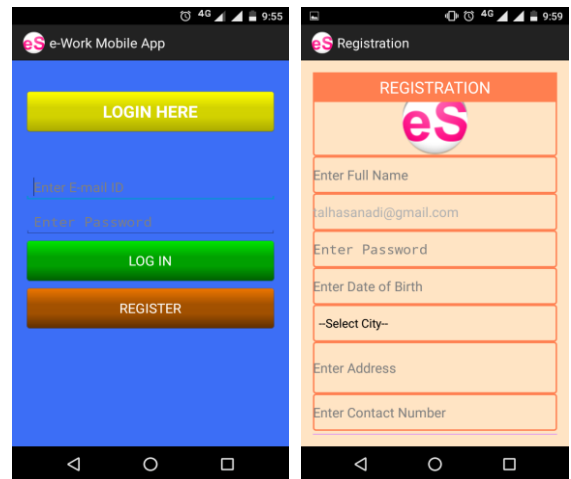 4G 9:55
eS e-Work Mobile App
LOGIN HERE
Enter E-mail ID
Enter Password
LOG IN
REGISTER
4G 9:59
eS Registration
REGISTRATION
eS
Enter Full Name
talhasanadi@gmail.com
Enter Password
Enter Date of Birth
--Select City--
Enter Address
Enter Contact Number